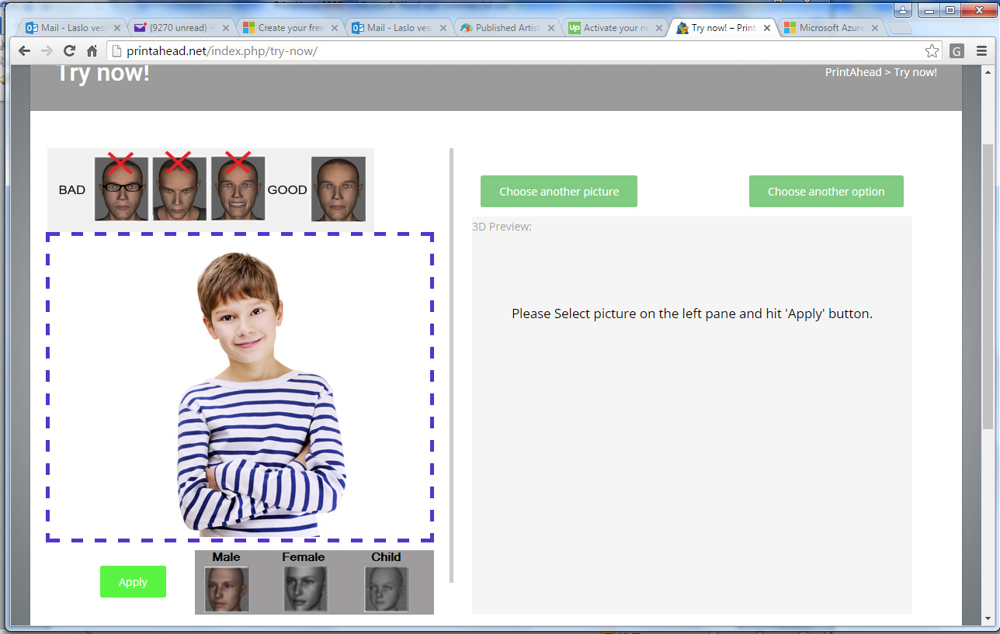 Mail - Laslo vesp
(9270 unread) -
Create your free
Mail - Laslo vesp
Published Artist
Activate your ne
Try now! – Print
Microsoft Azure
printahead.net/index.php/try-now/
Try now!
PrintAhead > Try now!
BAD
GOOD
Choose another picture
Choose another option
3D Preview;
Please Select picture on the left pane and hit 'Apply' button.
Male Female Child
Apply